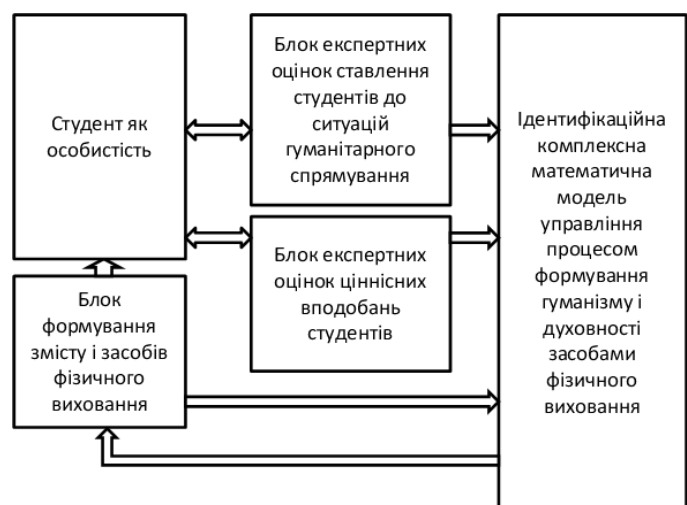 Студент як
особистість
Блок експертних
оцінок ставлення
студентів до
ситуацій
гуманітарного
спрямування
Блок експертних
оцінок ціннісних
вподобань
студентів
Блок
формування
змісту і засобів
фізичного
виховання
Ідентифікаційна
комплексна
математична
модель
управління
процесом
формування
гуманізму і
духовності
засобами
фізичного
виховання